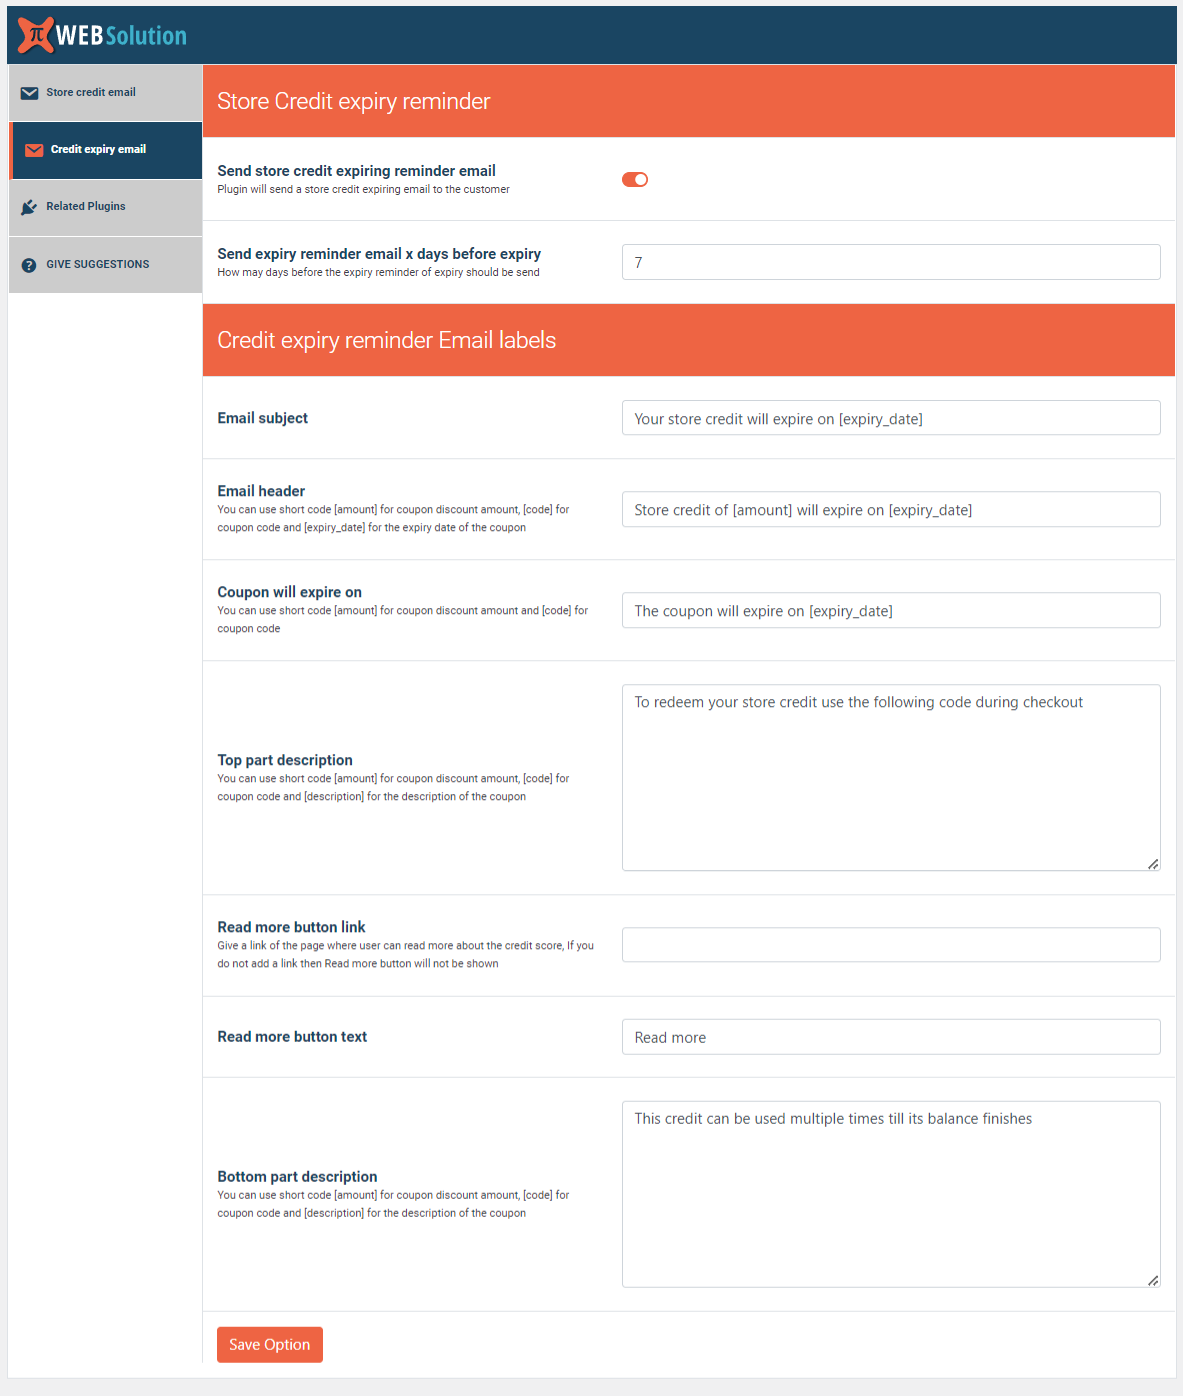 π WEB Solution
Store credit email
Credit expiry email
Related Plugins
GIVE SUGGESTIONS
Store Credit expiry reminder
Send store credit expiring reminder email
Plugin will send a store credit expiring email to the customer
Send expiry reminder email x days before expiry
How may days before the expiry reminder of expiry should be send
7
Credit expiry reminder Email labels
Email subject
Your store credit will expire on [expiry_date]
Email header
You can use short code [amount] for coupon discount amount, [code] for
coupon code and [expiry_date] for the expiry date of the coupon
Store credit of [amount] will expire on [expiry_date]
Coupon will expire on
You can use short code [amount] for coupon discount amount and [code] for
coupon code
The coupon will expire on [expiry_date]
Top part description
You can use short code [amount] for coupon discount amount, [code] for
coupon code and [description] for the description of the coupon
To redeem your store credit use the following code during checkout
Read more button link
Give a link of the page where user can read more about the credit score, If you
do not add a link then Read more button will not be shown
Read more button text
Read more
Bottom part description
You can use short code [amount] for coupon discount amount, [code] for
coupon code and [description] for the description of the coupon
This credit can be used multiple times till its balance finishes
Save Option